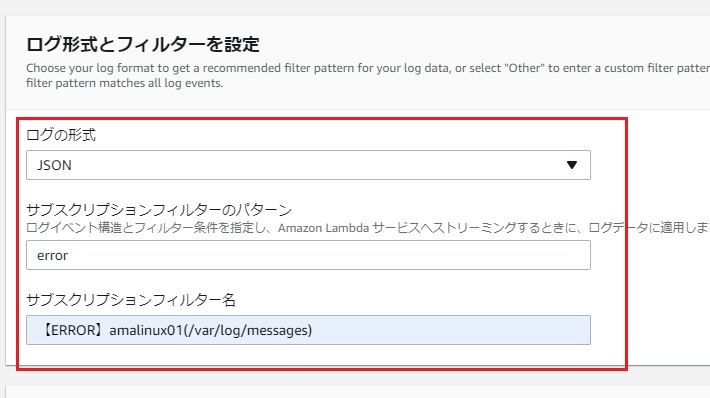 ログ形式とフィルターを設定
Choose your log format to get a recommended filter pattern for your log data, or select "Other" to enter a custom filter patter
filter pattern matches all log events.
ログの形式
JSON
サブスクリプションフィルターのパターン
ログイベント構造とフィルター条件を指定し、Amazon Lambda サービスへストリーミングするときに、ログデータに適用しま
error
サブスクリプションフィルター名
【ERROR】amalinux01(/var/log/messages)